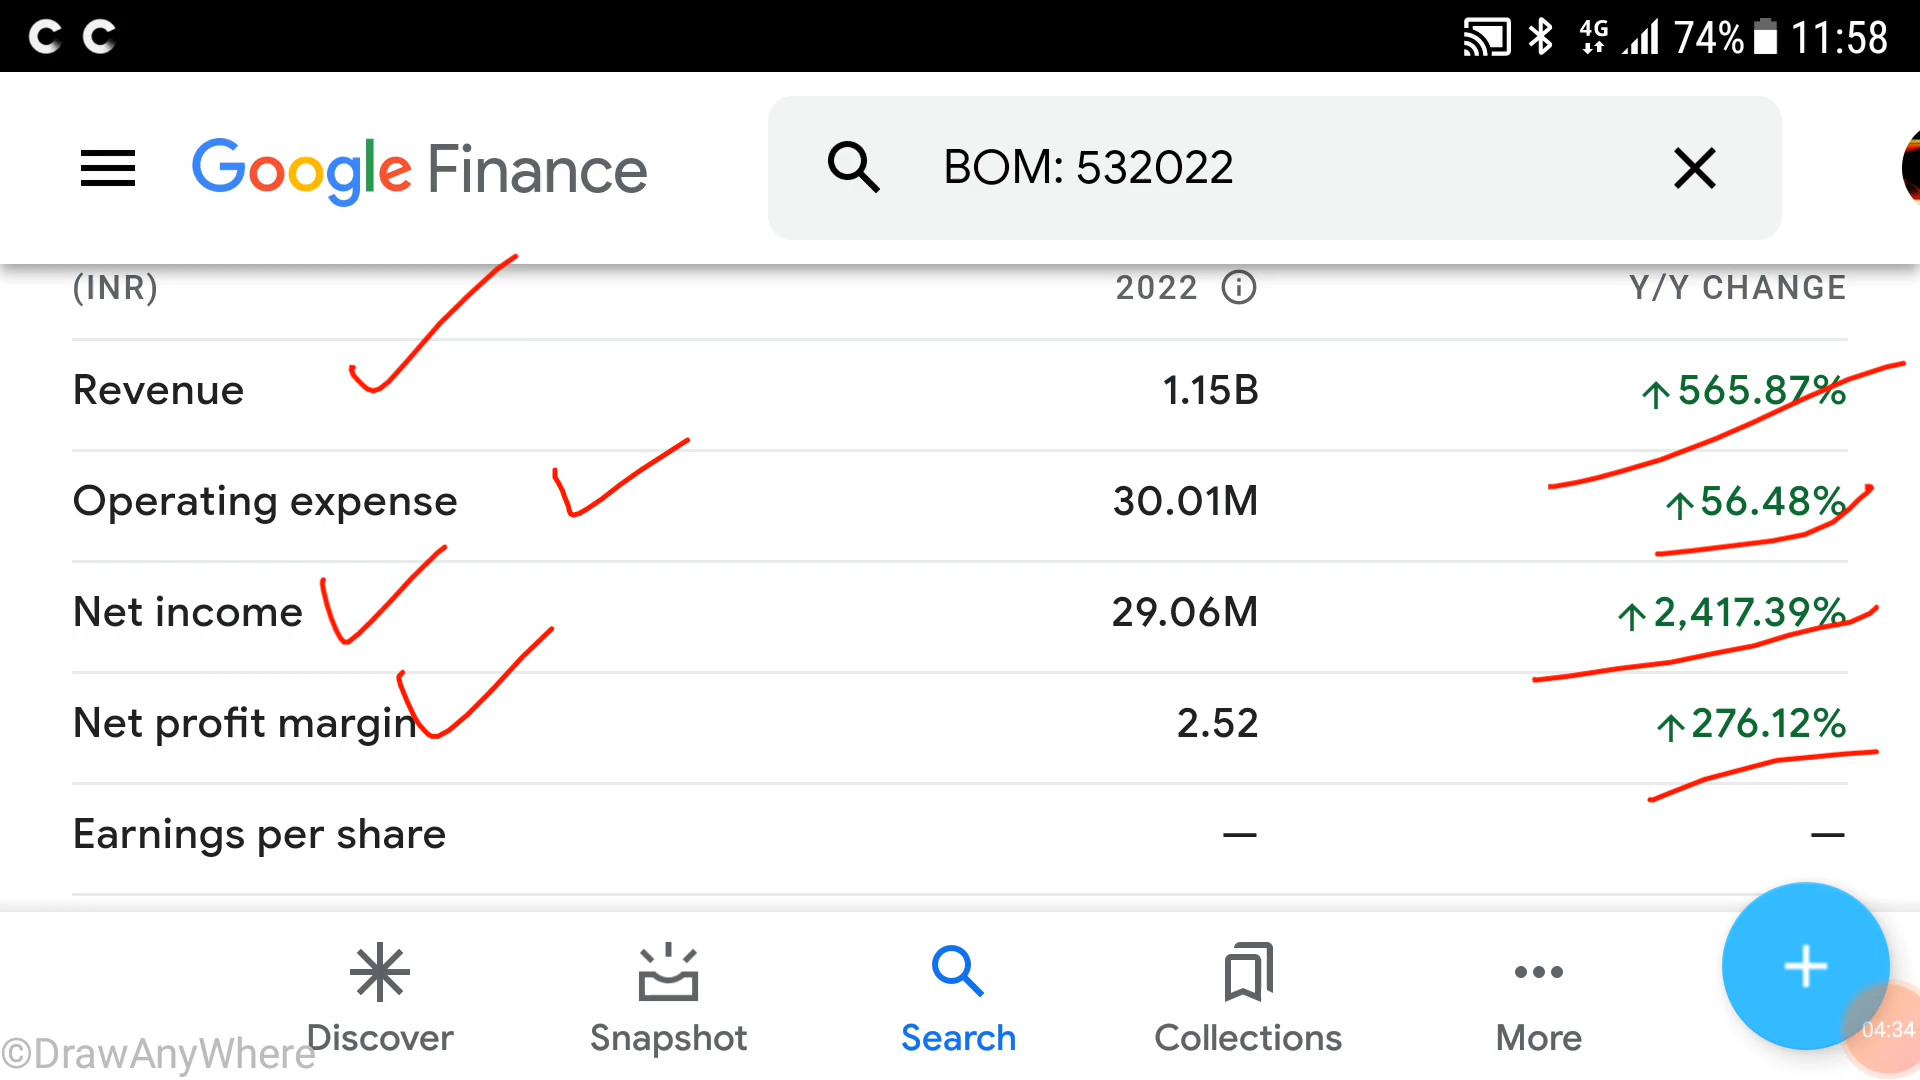 C C 4G 74% 11:58
Google Finance BOM: 532022
(INR) 2022 Y/Y CHANGE
Revenue 1.15B ↑565.87%
Operating expense 30.01M ↑56.48%
Net income 29.06M ↑2,417.39%
Net profit margin 2.52 ↑276.12%
Earnings per share — —
Discover Snapshot Search Collections More
©DrawAnyWhere
04:34